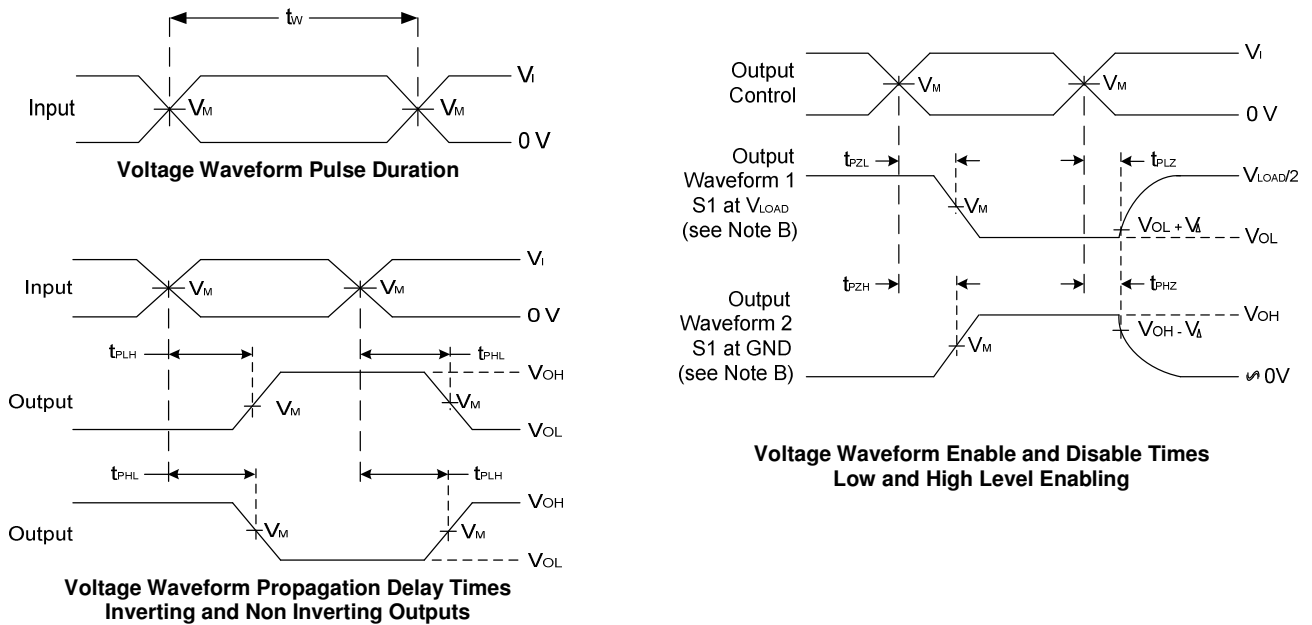 tW
Input
VM
VM
VI
0 V
Voltage Waveform Pulse Duration
Input
VM
VM
VI
0 V
tPLH
tPHL
Output
VM
VM
VOH
VOL
tPHL
tPLH
Output
VM
VM
VOH
VOL
Voltage Waveform Propagation Delay Times
Inverting and Non Inverting Outputs
Output
Control
VM
VM
VI
0 V
Output
Waveform 1
S1 at VLOAD
(see Note B)
tPZL
tPLZ
VM
VLOAD/2
VOL + VΔ
VOL
Output
Waveform 2
S1 at GND
(see Note B)
tPZH
tPHZ
VM
VOH
VOH - VΔ
≈ 0V
Voltage Waveform Enable and Disable Times
Low and High Level Enabling